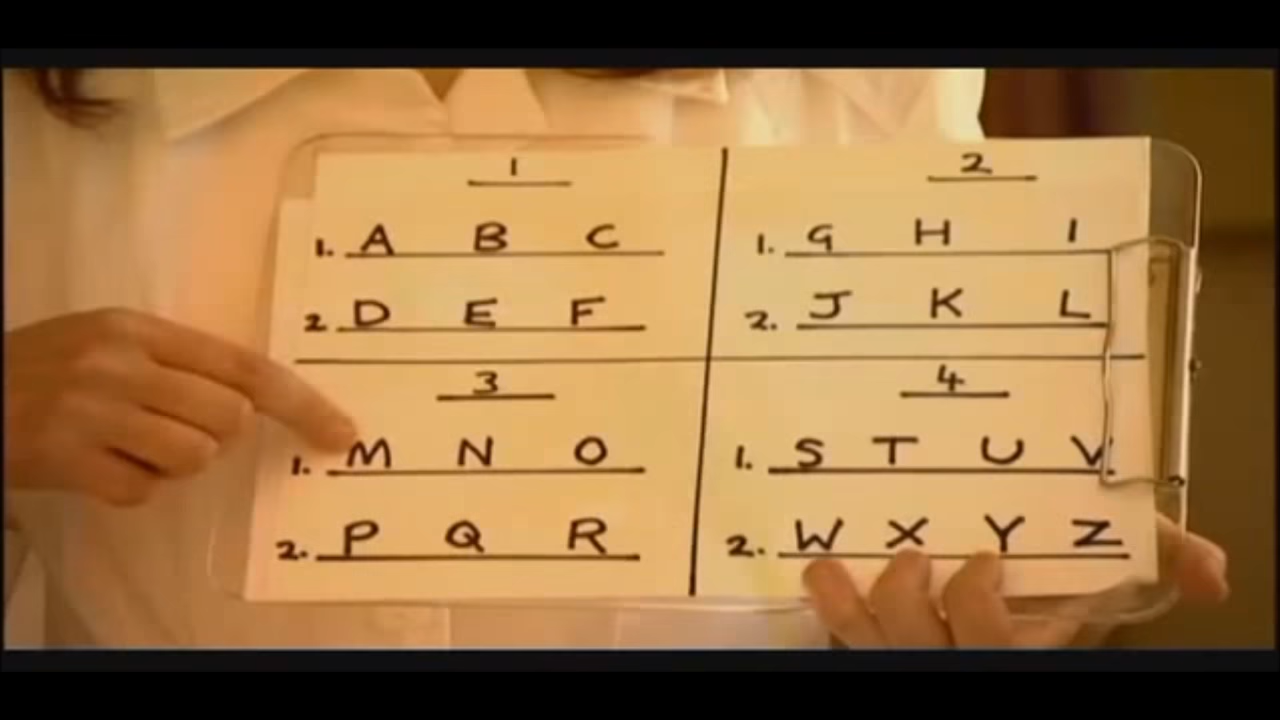 1
1. A B C
2 D E F
2
1. G H I
2. J K L
3
1. M N O
2. P Q R
4
1. S T U V
2. W X Y Z